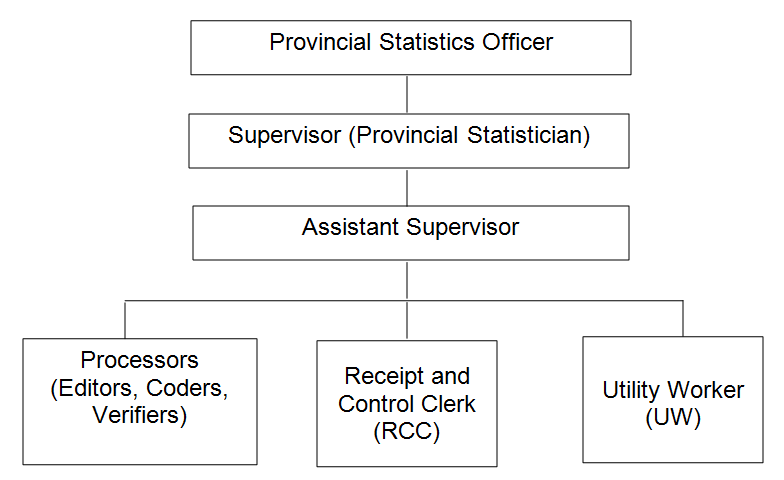 Provincial Statistics Officer
Supervisor (Provincial Statistician)
Assistant Supervisor
Processors
(Editors, Coders,
Verifiers)
Receipt and
Control Clerk
(RCC)
Utility Worker
(UW)